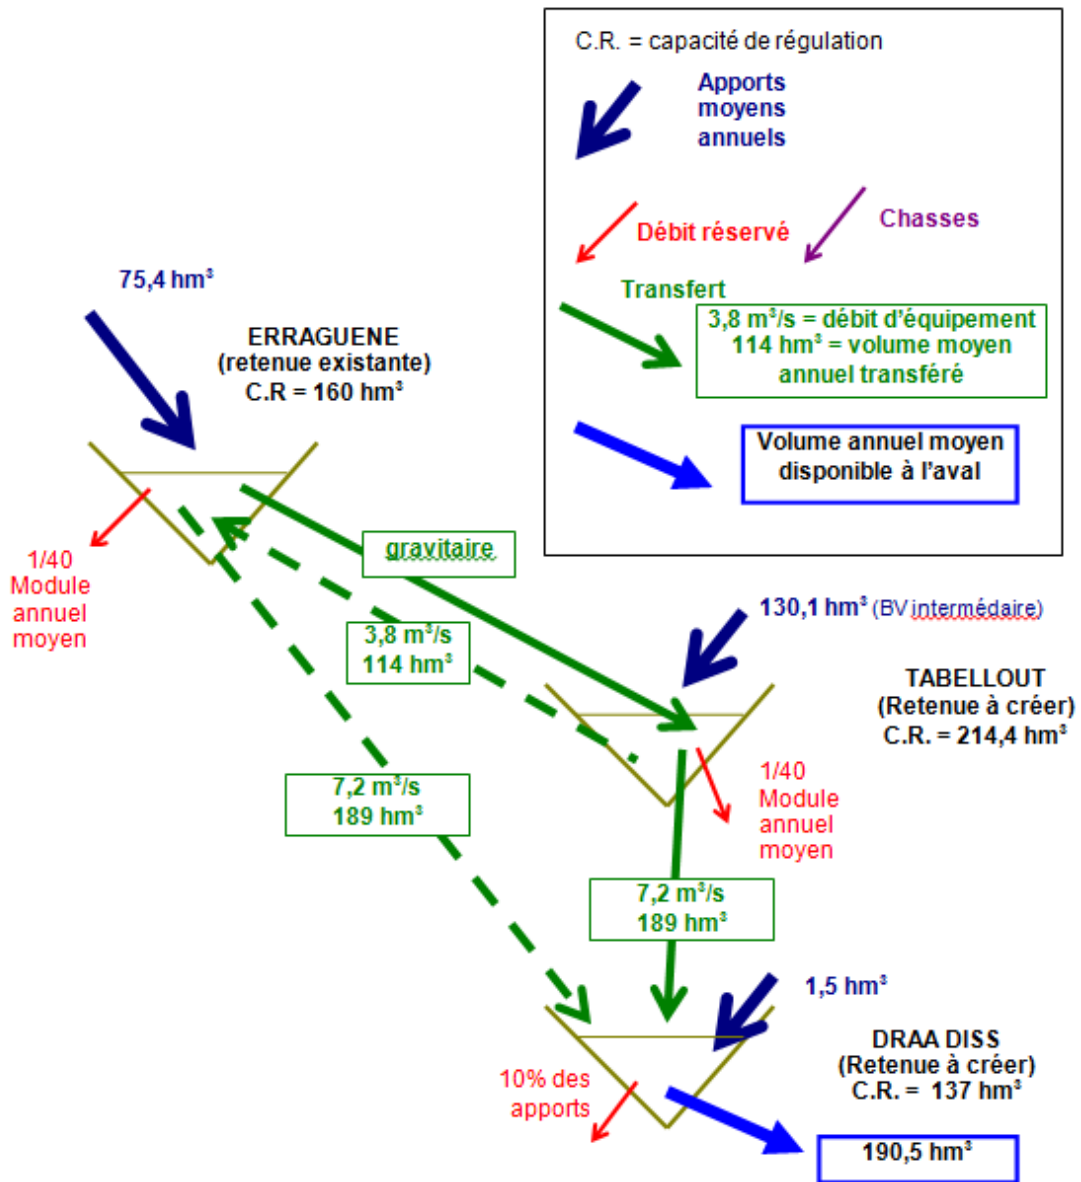 C.R. = capacité de régulation
Apports
moyens
annuels
Débit réservé
Chasses
Transfert
3,8 m³/s = débit d'équipement
114 hm³ = volume moyen
annuel transféré
Volume annuel moyen
disponible à l'aval
75,4 hm³
ERRAGUENE
(retenue existante)
C.R = 160 hm³
1/40
Module
annuel
moyen
gravitaire
3,8 m³/s
114 hm³
130,1 hm³ (BV intermédaire)
TABELLOUT
(Retenue à créer)
C.R. = 214,4 hm³
1/40
Module
annuel
moyen
7,2 m³/s
189 hm³
7,2 m³/s
189 hm³
1,5 hm³
DRAA DISS
(Retenue à créer)
C.R. = 137 hm³
10% des
apports
190,5 hm³